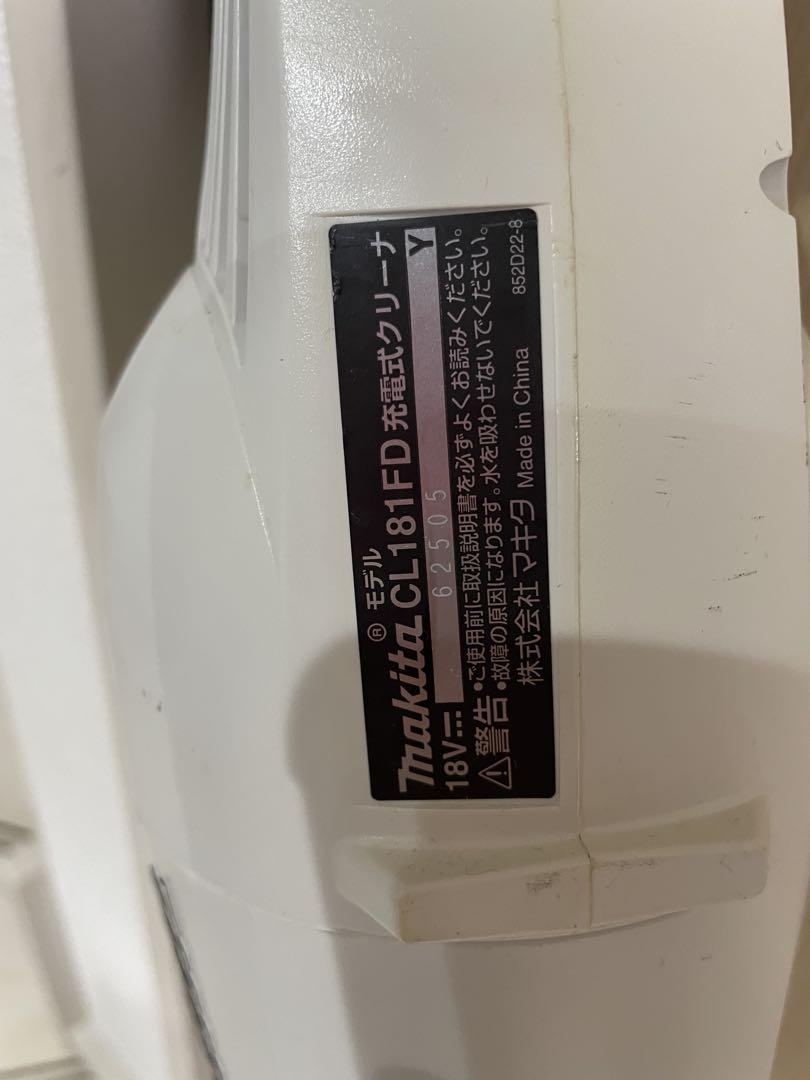 makita® モデル CL181FD 充電式クリーナ
18V⎓ 62505 Y
⚠警告 •ご使用前に取扱説明書を必ずよくお読みください。
•故障の原因になります。水を吸わせないでください。
株式会社 マキタ Made in China 852D22-8